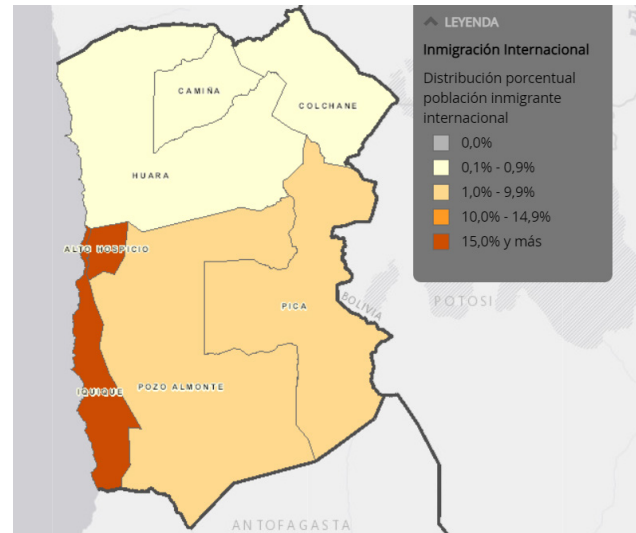 LEYENDA
Inmigración Internacional
Distribución porcentual
población inmigrante
internacional
0,0%
0,1% - 0,9%
1,0% - 9,9%
10,0% - 14,9%
15,0% y más
CAMIÑA
COLCHANE
HUARA
ALTO HOSPICIO
PICA
BOLIVIA
POTOSI
IQUIQUE
POZO ALMONTE
ANTOFAGASTA